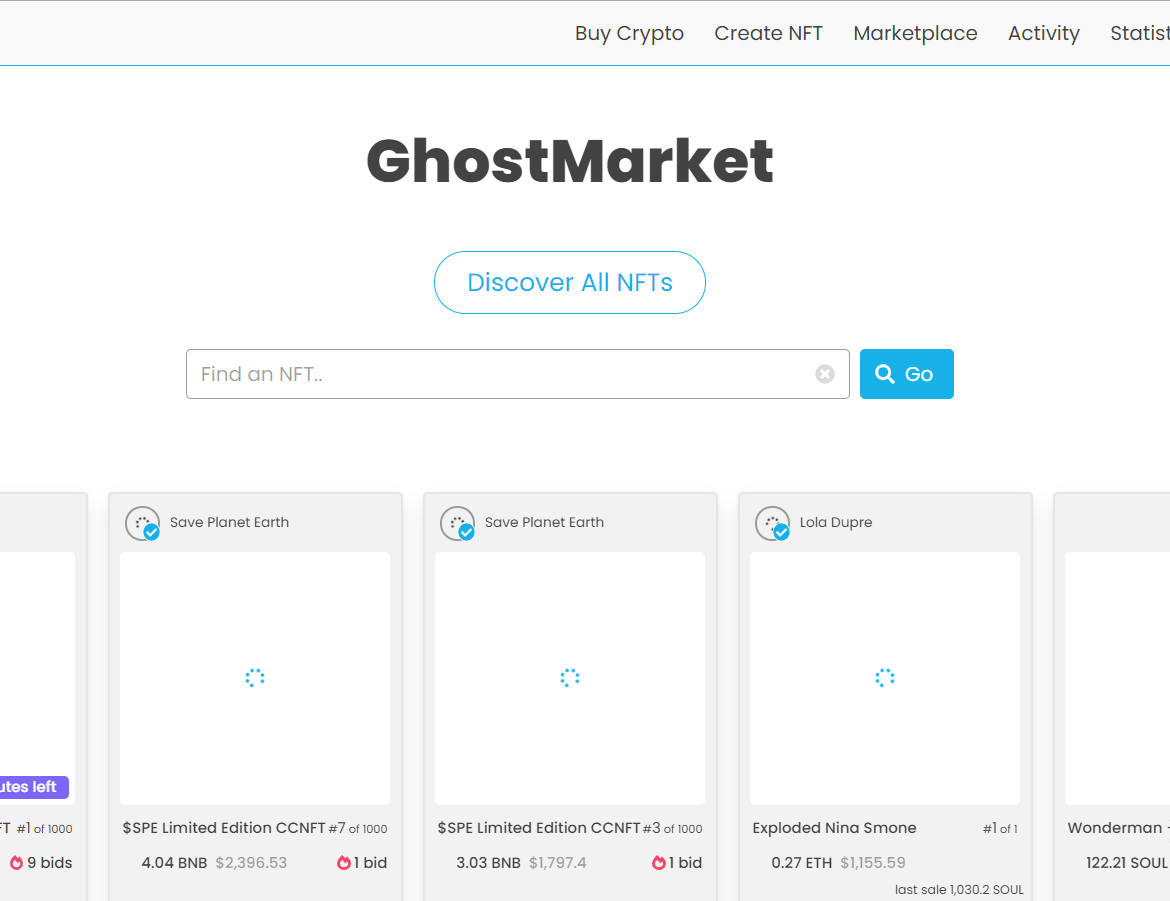 Buy Crypto Create NFT Marketplace Activity Statist
GhostMarket
Discover All NFTs
Find an NFT..
Go
Save Planet Earth
Save Planet Earth
Lola Dupre
utes left
FT #1 of 1000
9 bids
$SPE Limited Edition CCNFT #7 of 1000
4.04 BNB $2,396.53 1 bid
$SPE Limited Edition CCNFT #3 of 1000
3.03 BNB $1,797.4 1 bid
Exploded Nina Smone #1 of 1
0.27 ETH $1,155.59
last sale 1,030.2 SOUL
Wonderman -
122.21 SOUL